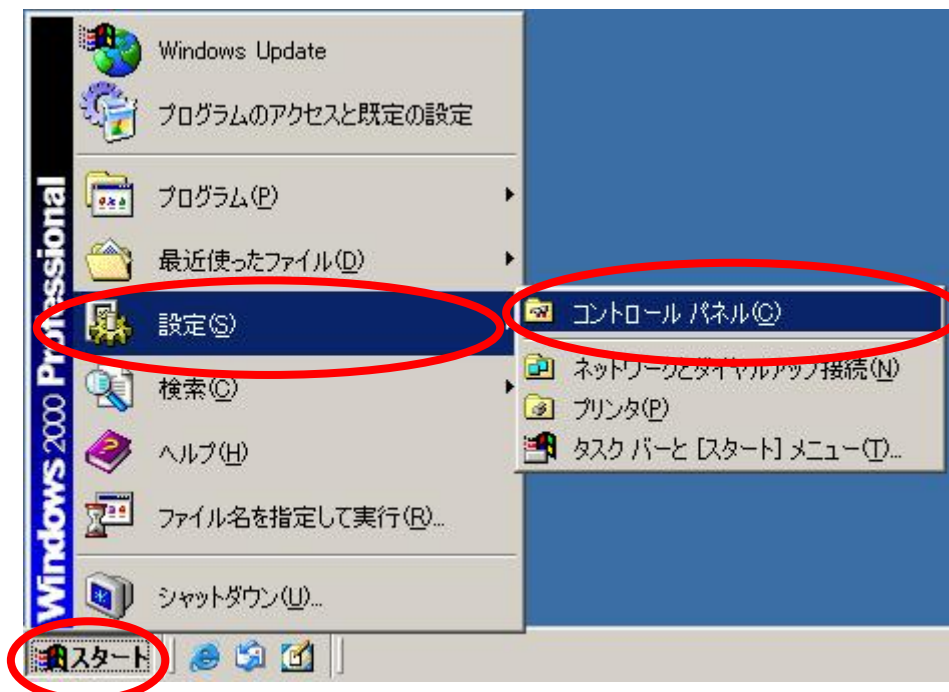 Windows 2000 Professional
Windows Update
プログラムのアクセスと既定の設定
プログラム(P)
最近使ったファイル(D)
設定(S)
検索(C)
ヘルプ(H)
ファイル名を指定して実行(R)...
シャットダウン(U)...
コントロール パネル(C)
ネットワークとダイヤルアップ接続(N)
プリンタ(P)
タスク バーと [スタート] メニュー(T)...
スタート